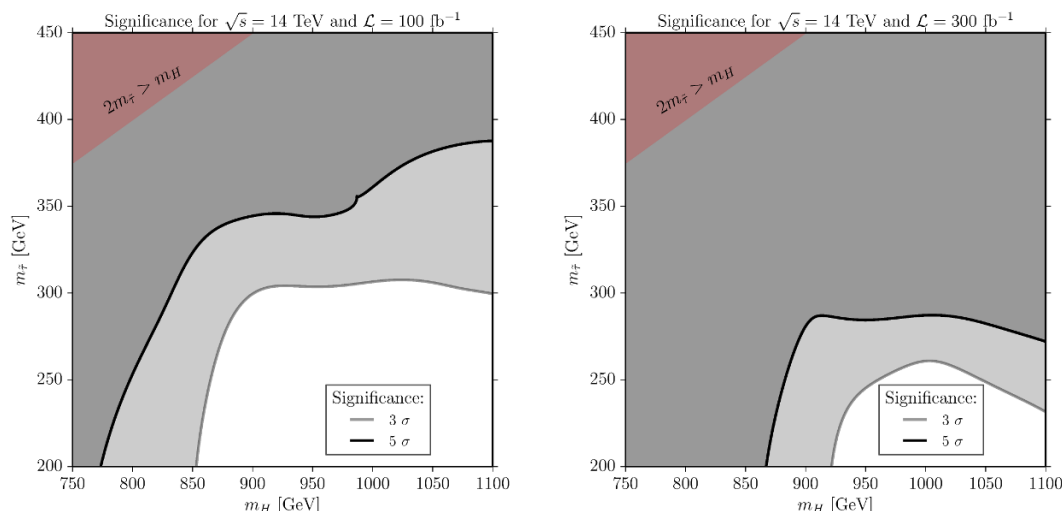 Significance for √s = 14 TeV and ℒ = 100 fb⁻¹
450
400
350
300
250
200
m_τ̃ [GeV]
2m_τ̃ > m_H
Significance:
3 σ
5 σ
750 800 850 900 950 1000 1050 1100
m_H [GeV]
Significance for √s = 14 TeV and ℒ = 300 fb⁻¹
450
400
350
300
250
200
m_τ̃ [GeV]
2m_τ̃ > m_H
Significance:
3 σ
5 σ
750 800 850 900 950 1000 1050 1100
m_H [GeV]